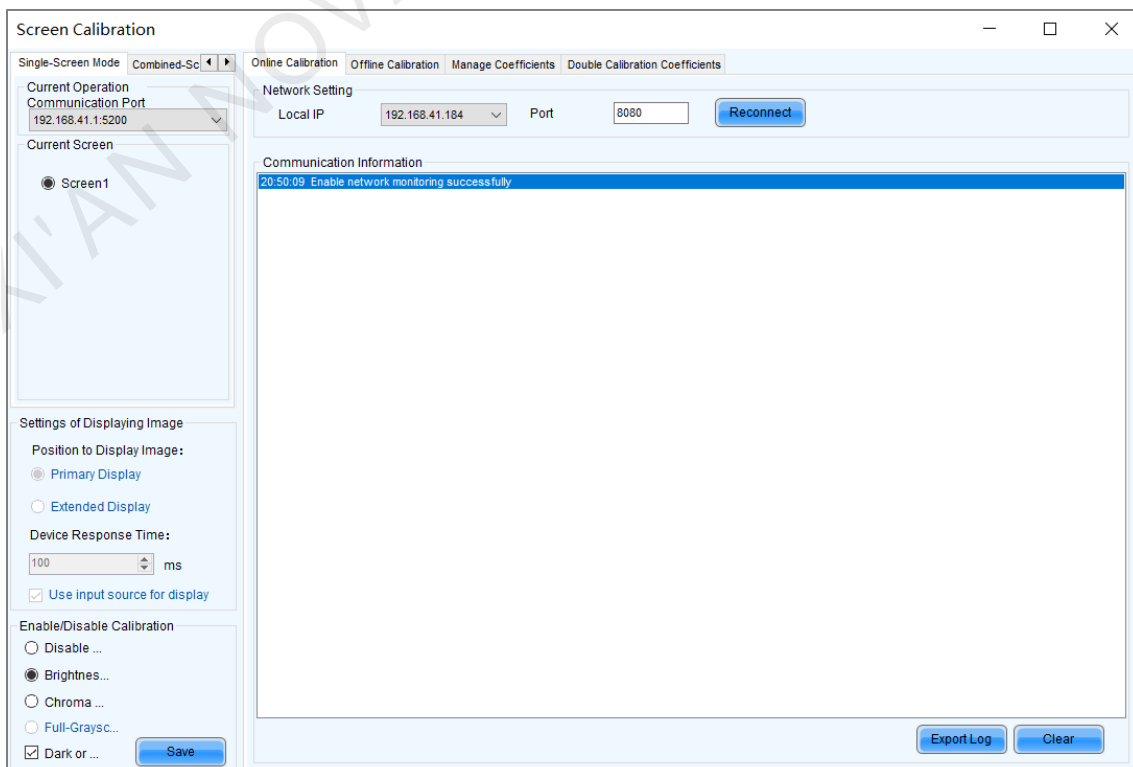 Screen Calibration
Single-Screen Mode Combined-Sc
Current Operation
Communication Port
192.168.41.1:5200
Current Screen
Screen1
Settings of Displaying Image
Position to Display Image:
Primary Display
Extended Display
Device Response Time:
100 ms
Use input source for display
Enable/Disable Calibration
Disable ...
Brightnes...
Chroma ...
Full-Graysc...
Dark or ... Save
Online Calibration Offline Calibration Manage Coefficients Double Calibration Coefficients
Network Setting
Local IP 192.168.41.184 Port 8080 Reconnect
Communication Information
20:50:09 Enable network monitoring successfully
Export Log Clear
XI'AN NOV